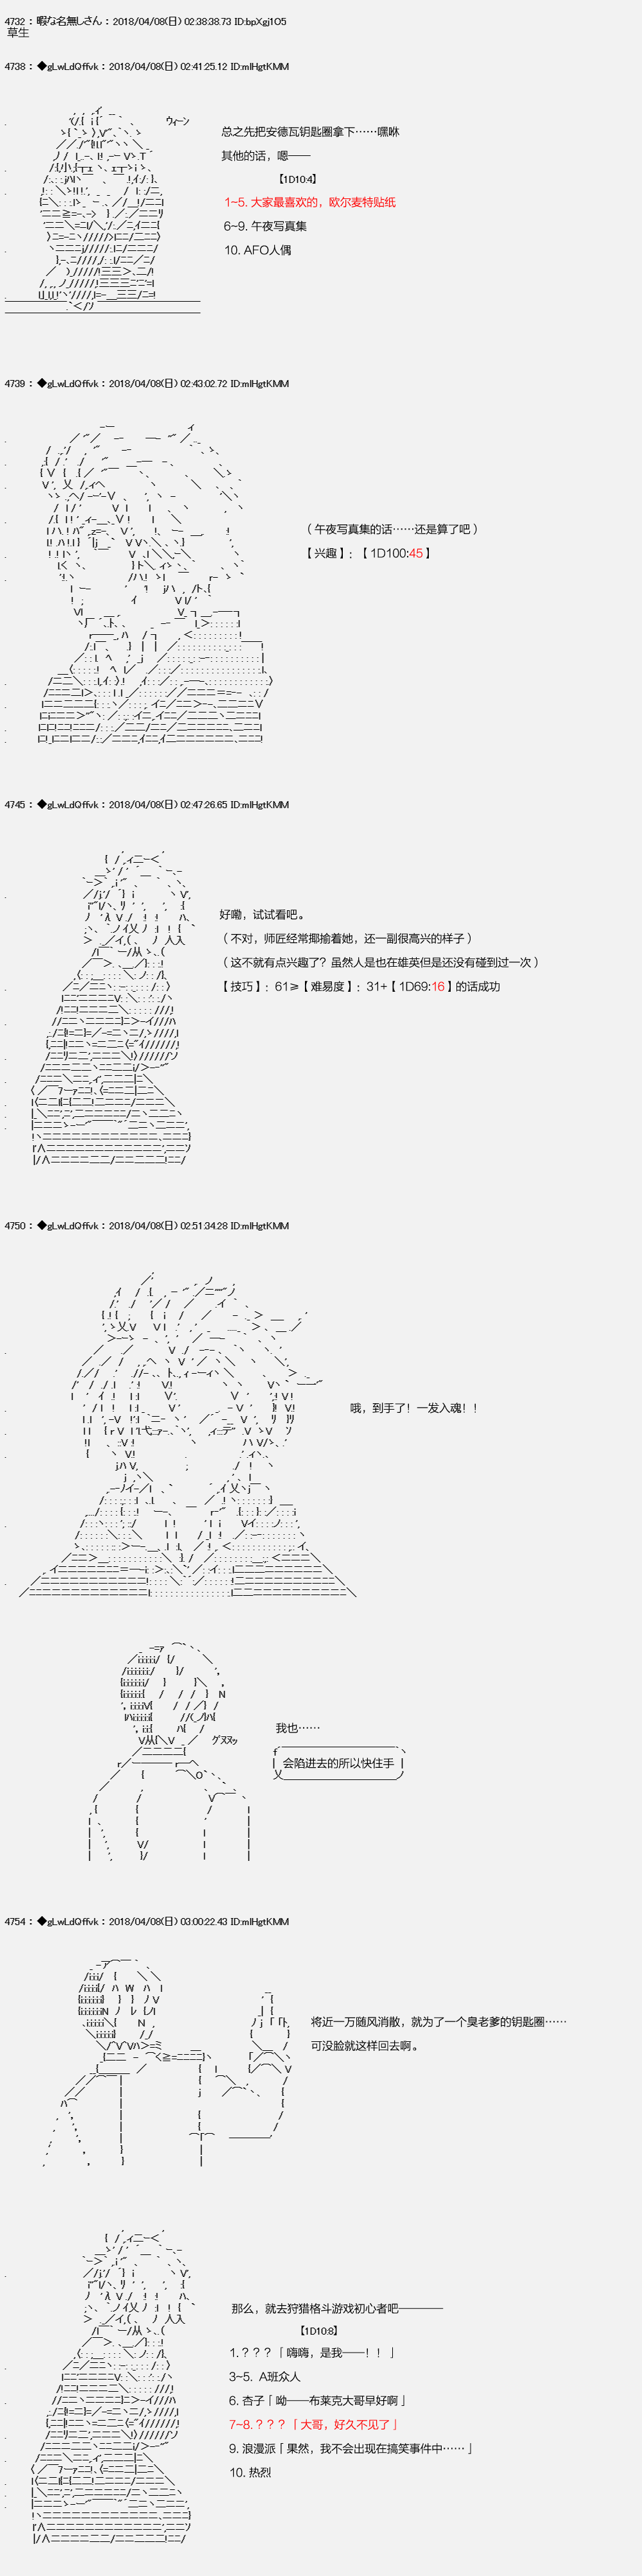 4732 : 暇な名無しさん : 2018/04/08(日) 02:38:38.73 ID:bpXgj1O5
草生
4738 : ◆gLwLdQffvk : 2018/04/08(日) 02:41:25.12 ID:mIHgtKMM
ｳｨｰﾝ
总之先把安德瓦钥匙圈拿下……嘿咻
其他的话，嗯——
【1D10:4】
1~5. 大家最喜欢的，欧尔麦特贴纸
6~9. 午夜写真集
10. AFO人偶
4739 : ◆gLwLdQffvk : 2018/04/08(日) 02:43:02.72 ID:mIHgtKMM
（午夜写真集的话……还是算了吧）
【兴趣】:【1D100:45】
4745 : ◆gLwLdQffvk : 2018/04/08(日) 02:47:26.65 ID:mIHgtKMM
好嘞，试试看吧。
（不对，师匠经常揶揄着她，还一副很高兴的样子）
（这不就有点兴趣了？虽然人是也在雄英但是还没有碰到过一次）
【技巧】: 61≥【难易度】: 31+【1D69:16】的话成功
4750 : ◆gLwLdQffvk : 2018/04/08(日) 02:51:34.28 ID:mIHgtKMM
哦，到手了！一发入魂！！
我也……
会陷进去的所以快住手
4754 : ◆gLwLdQffvk : 2018/04/08(日) 03:00:22.43 ID:mIHgtKMM
将近一万随风消散，就为了一个臭老爹的钥匙圈……
可没脸就这样回去啊。
那么，就去狩猎格斗游戏初心者吧————
【1D10:8】
1. ？？？「嗨嗨，是我——！！」
3~5. A班众人
6. 杏子「呦——布莱克大哥早好啊」
7~8. ？？？「大哥，好久不见了」
9. 浪漫派「果然，我不会出现在搞笑事件中……」
10. 热烈